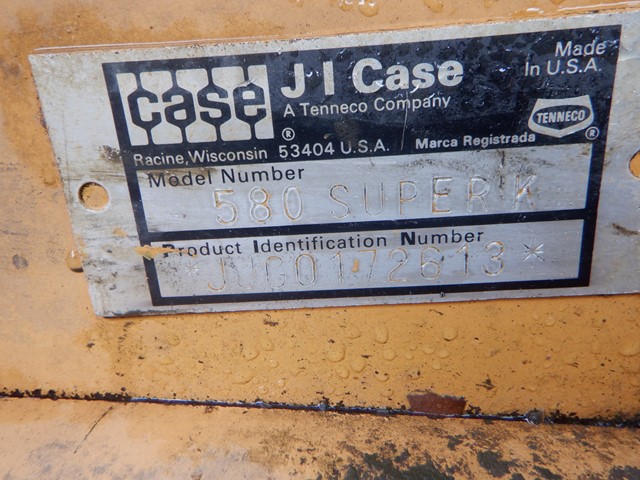 case
J I Case
A Tenneco Company
Made
In U.S.A.
TENNECO
®
®
Racine, Wisconsin 53404 U.S.A.
Marca Registrada
Model Number
580 SUPER K
Product Identification Number
*JJG0172613*